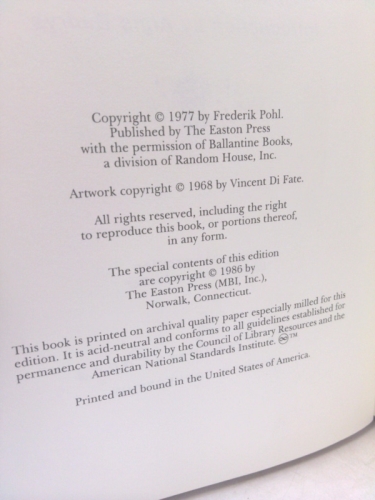 Copyright © 1977 by Frederik Pohl.
Published by The Easton Press
with the permission of Ballantine Books,
a division of Random House, Inc.
Artwork copyright © 1968 by Vincent Di Fate.
All rights reserved, including the right
to reproduce this book, or portions thereof,
in any form.
The special contents of this edition
are copyright © 1986 by
The Easton Press (MBI, Inc.),
Norwalk, Connecticut.
This book is printed on archival quality paper especially milled for this
edition. It is acid-neutral and conforms to all guidelines established for
permanence and durability by the Council of Library Resources and the
American National Standards Institute. ♾™
Printed and bound in the United States of America.